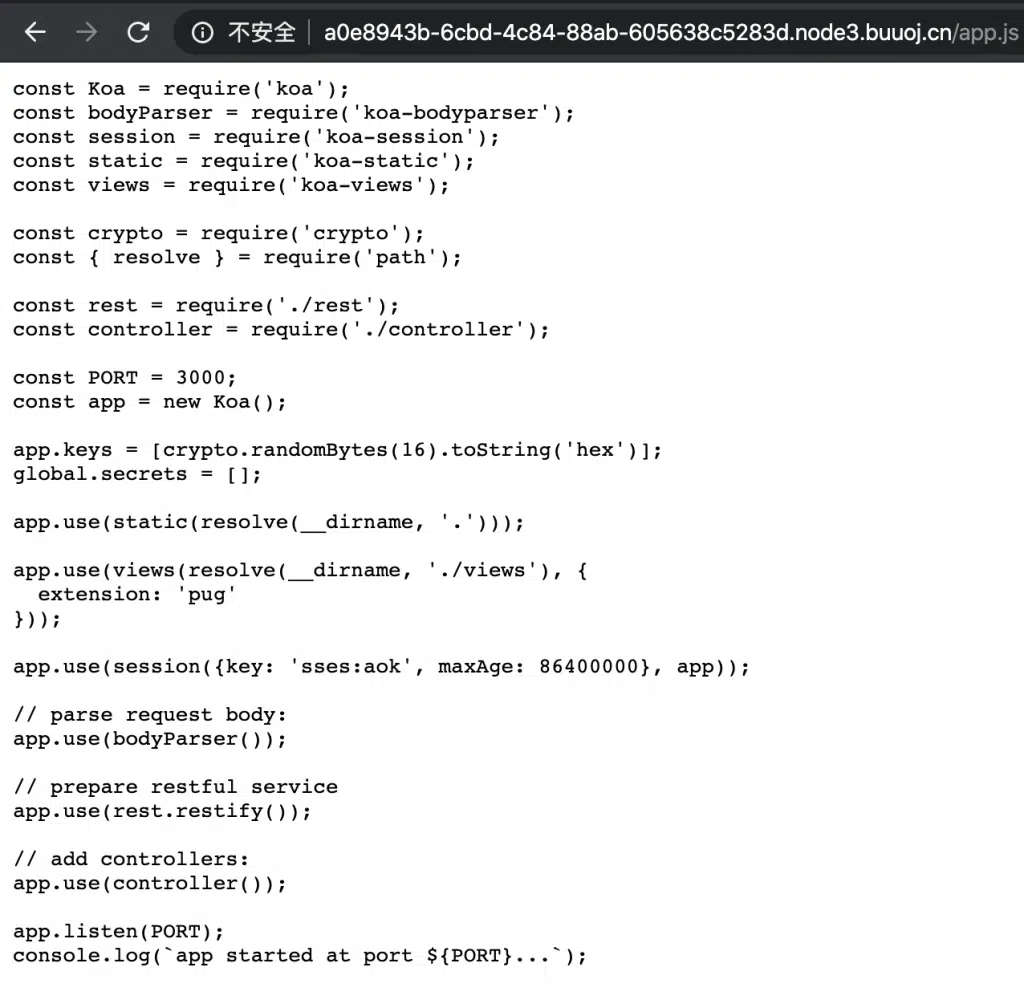 不安全 a0e8943b-6cbd-4c84-88ab-605638c5283d.node3.buuoj.cn/app.js
const Koa = require('koa');
const bodyParser = require('koa-bodyparser');
const session = require('koa-session');
const static = require('koa-static');
const views = require('koa-views');

const crypto = require('crypto');
const { resolve } = require('path');

const rest = require('./rest');
const controller = require('./controller');

const PORT = 3000;
const app = new Koa();

app.keys = [crypto.randomBytes(16).toString('hex')];
global.secrets = [];

app.use(static(resolve(__dirname, '.')));

app.use(views(resolve(__dirname, './views'), {
  extension: 'pug'
}));

app.use(session({key: 'sses:aok', maxAge: 86400000}, app));

// parse request body:
app.use(bodyParser());

// prepare restful service
app.use(rest.restify());

// add controllers:
app.use(controller());

app.listen(PORT);
console.log(`app started at port ${PORT}...`);